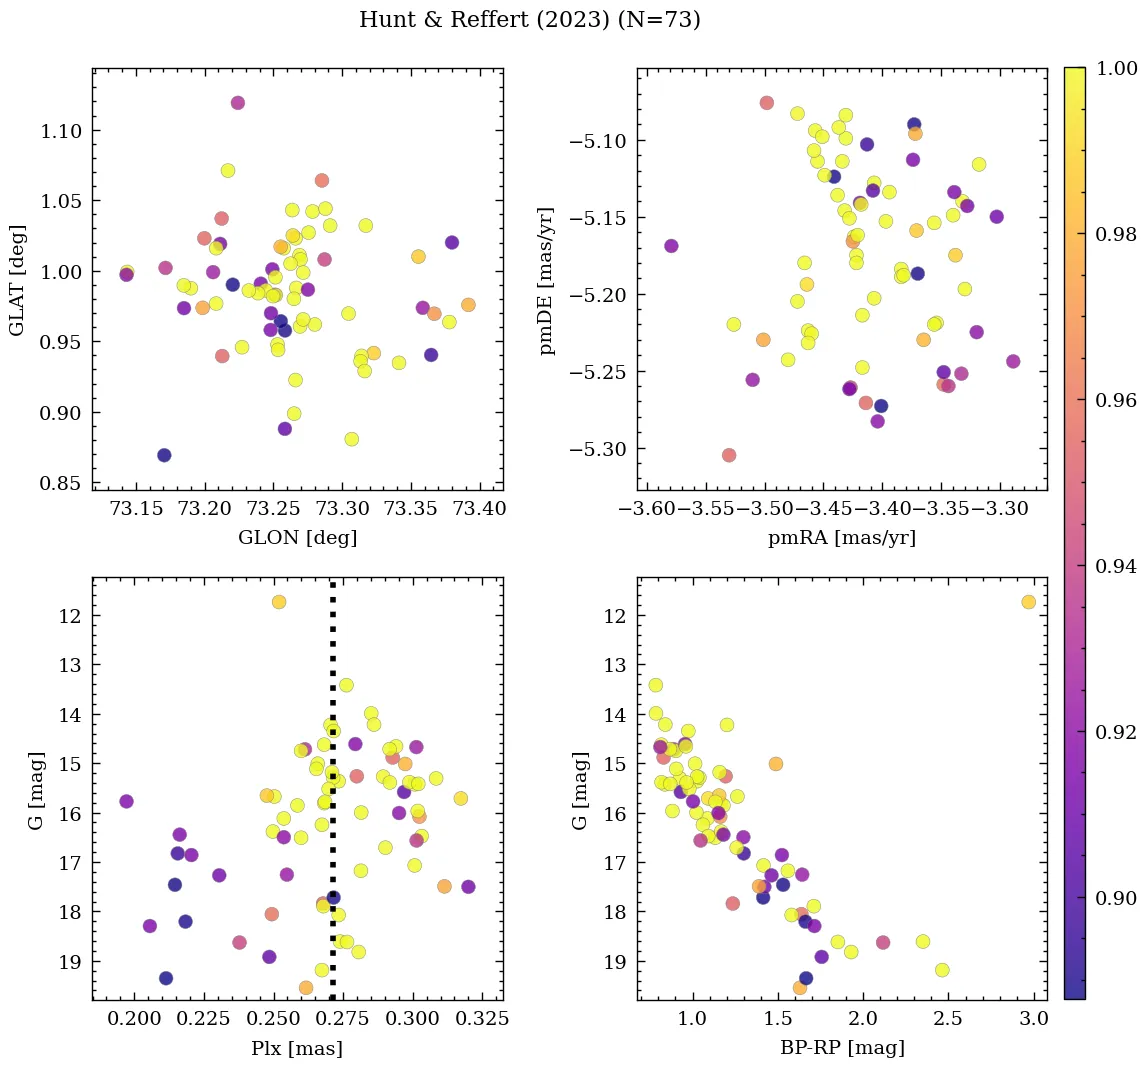 Hunt & Reffert (2023) (N=73)
1.10
1.05
1.00
0.95
0.90
0.85
GLAT [deg]
73.15 73.20 73.25 73.30 73.35 73.40
GLON [deg]
−5.10
−5.15
−5.20
−5.25
−5.30
pmDE [mas/yr]
−3.60 −3.55 −3.50 −3.45 −3.40 −3.35 −3.30
pmRA [mas/yr]
12
13
14
15
16
17
18
19
G [mag]
0.200 0.225 0.250 0.275 0.300 0.325
Plx [mas]
12
13
14
15
16
17
18
19
G [mag]
1.0 1.5 2.0 2.5 3.0
BP-RP [mag]
1.00
0.98
0.96
0.94
0.92
0.90